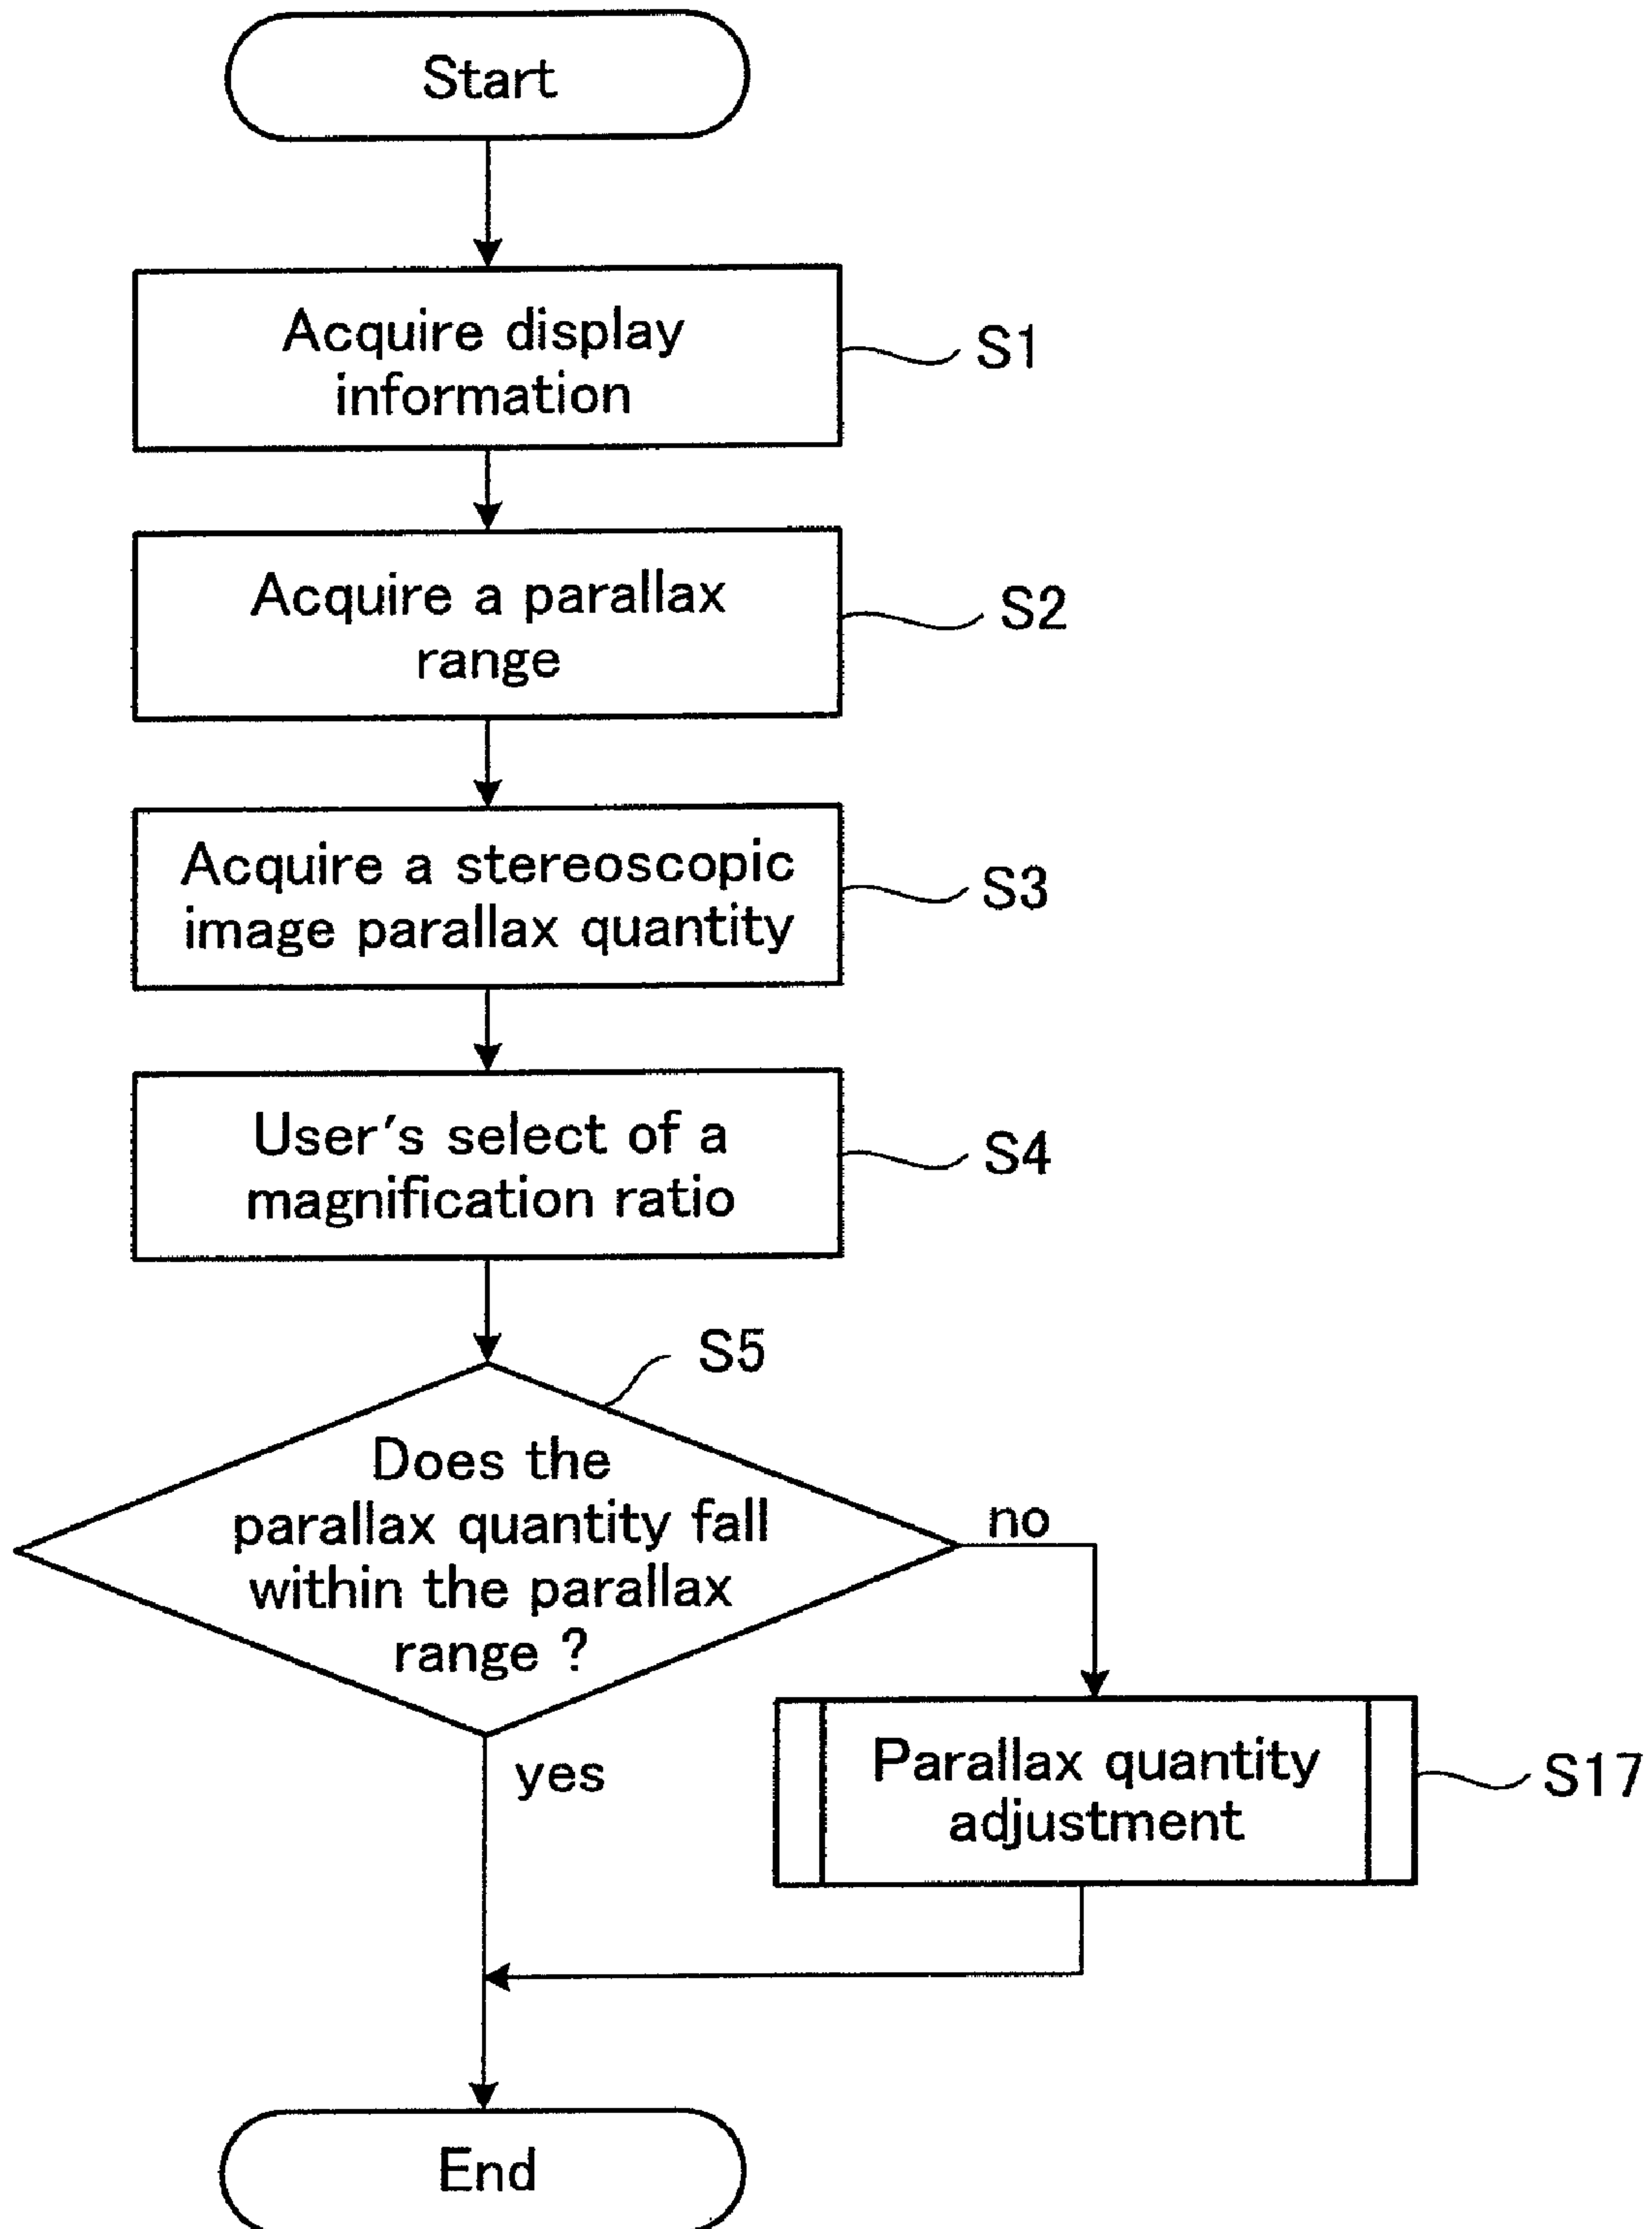 Start
Acquire display
information
S1
Acquire a parallax
range
S2
Acquire a stereoscopic
image parallax quantity
S3
User's select of a
magnification ratio
S4
S5
Does the
parallax quantity fall
within the parallax
range ?
no
yes
Parallax quantity
adjustment
S17
End